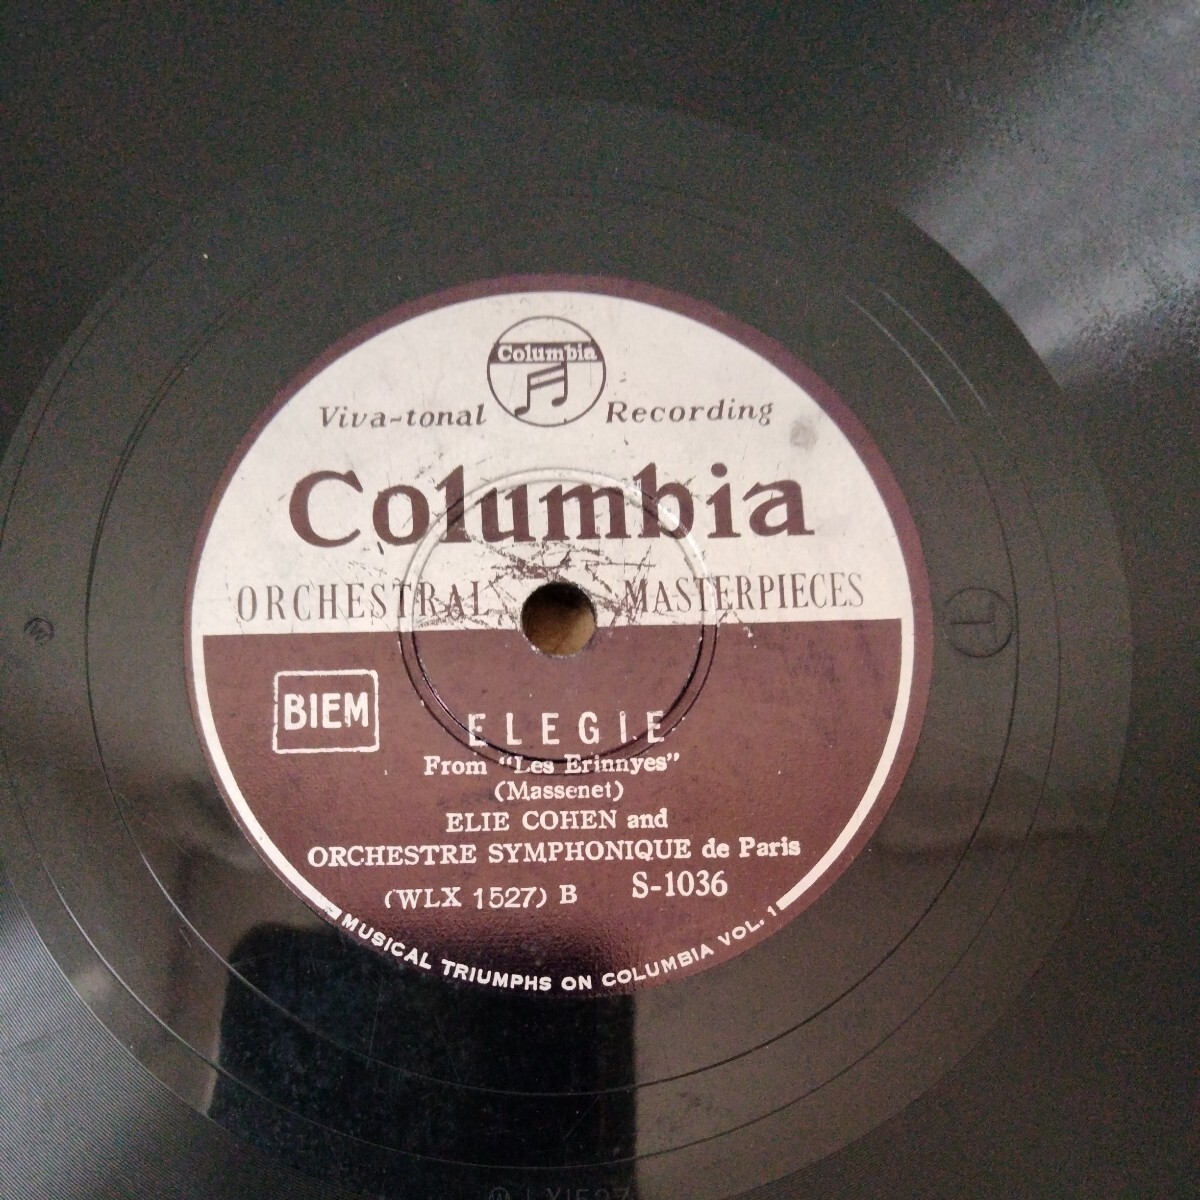 Columbia
Viva-tonal Recording
Columbia
ORCHESTRAL MASTERPIECES
BIEM
ELEGIE
From "Les Erinnyes"
(Massenet)
ELIE COHEN and
ORCHESTRE SYMPHONIQUE de Paris
(WLX 1527) B S-1036
MUSICAL TRIUMPHS ON COLUMBIA VOL. 1
T